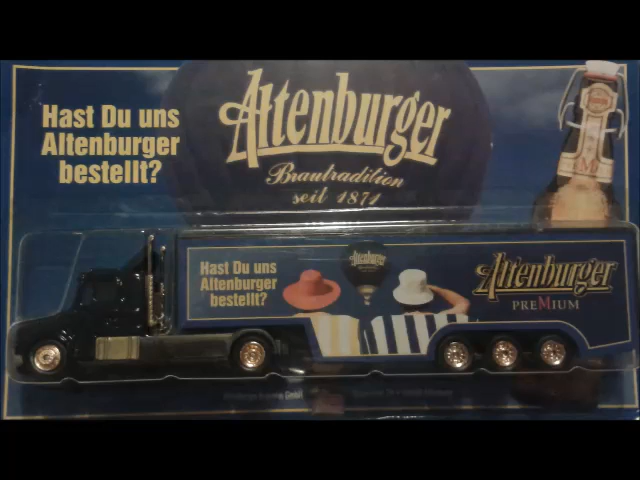 Hast Du uns
Altenburger
bestellt?
Altenburger
Brautradition
seit 1871
Hast Du uns
Altenburger
bestellt?
Altenburger
Altenburger
PREMIUM
M